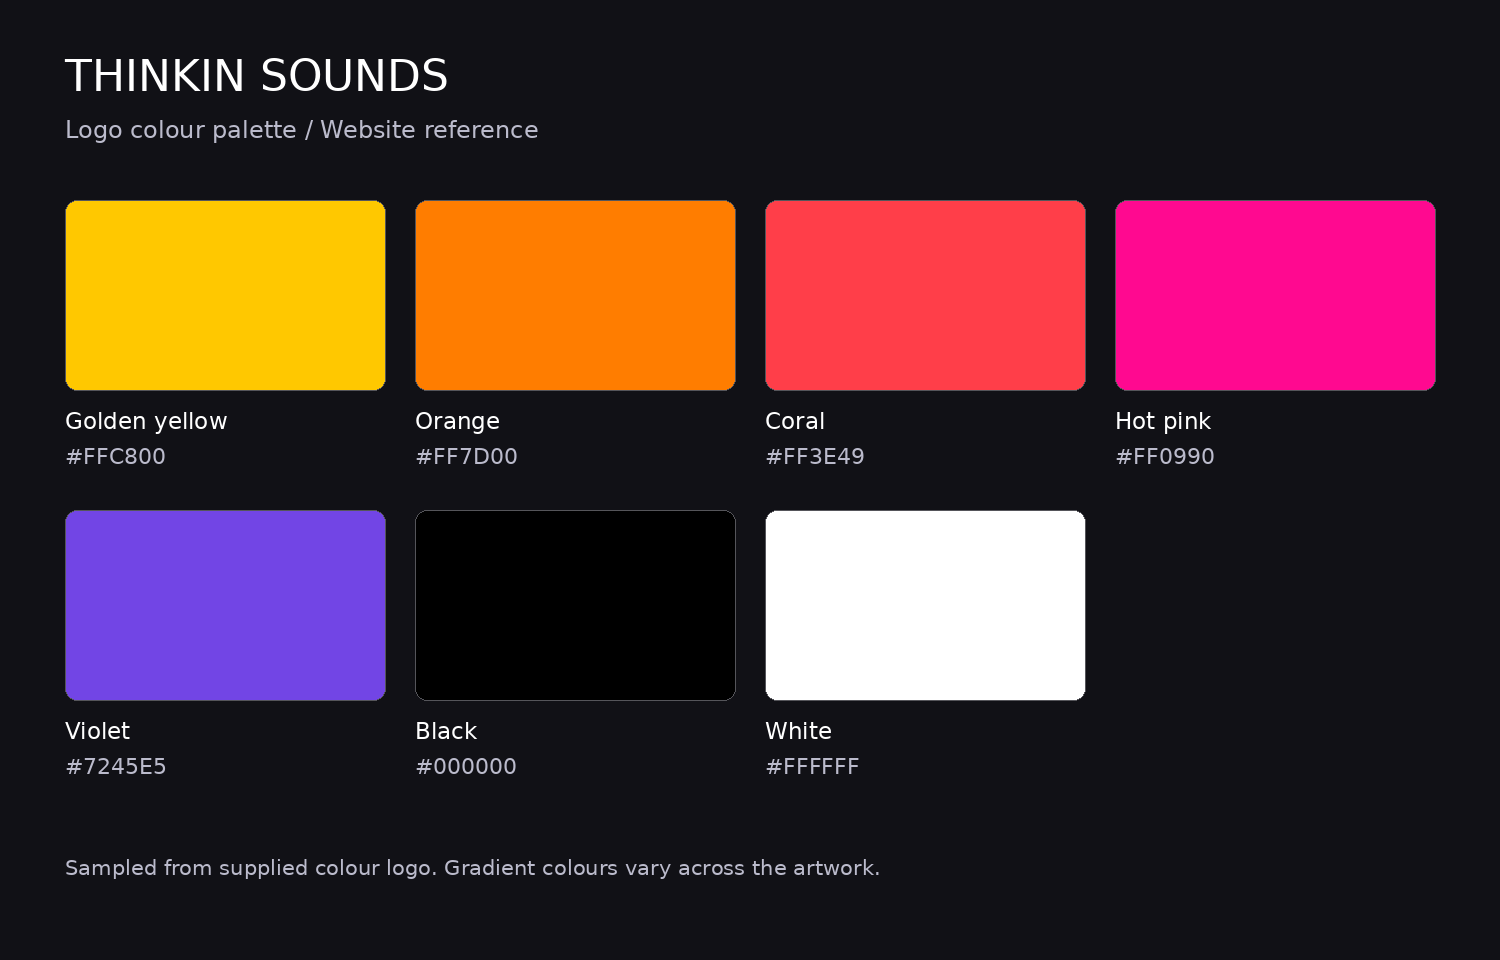 THINKIN SOUNDS
Logo colour palette / Website reference
Golden yellow
#FFC800
Orange
#FF7D00
Coral
#FF3E49
Hot pink
#FF0990
Violet
#7245E5
Black
#000000
White
#FFFFFF
Sampled from supplied colour logo. Gradient colours vary across the artwork.